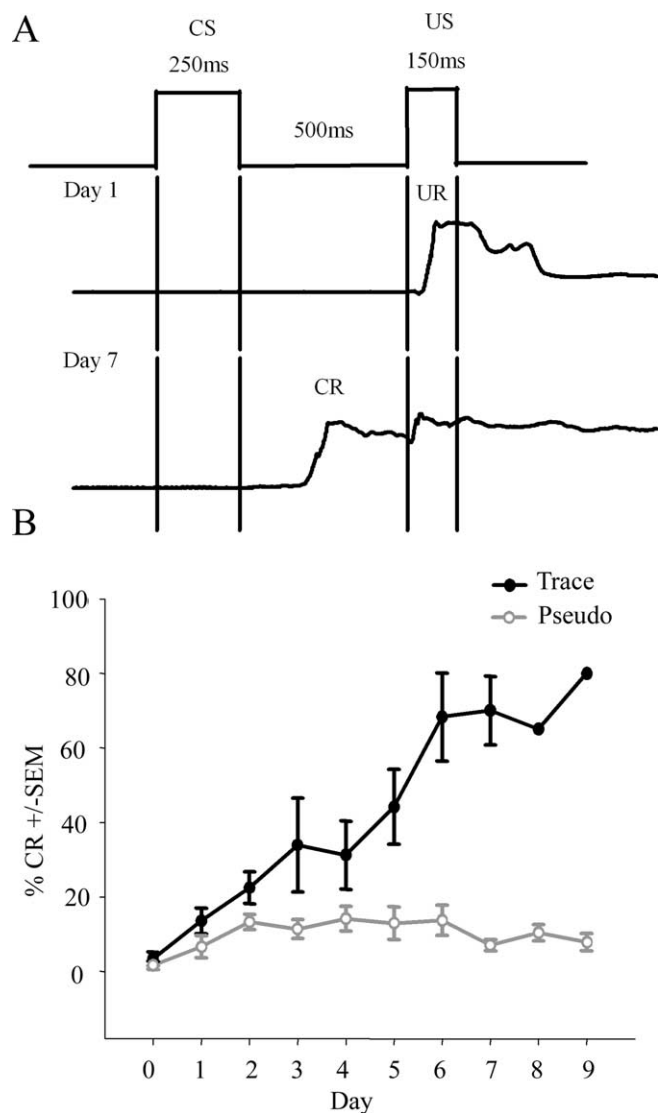 A
CS
US
250ms
150ms
500ms
Day 1
UR
Day 7
CR
B
Trace
Pseudo
100
80
60
40
20
0
% CR +/-SEM
0 1 2 3 4 5 6 7 8 9
Day